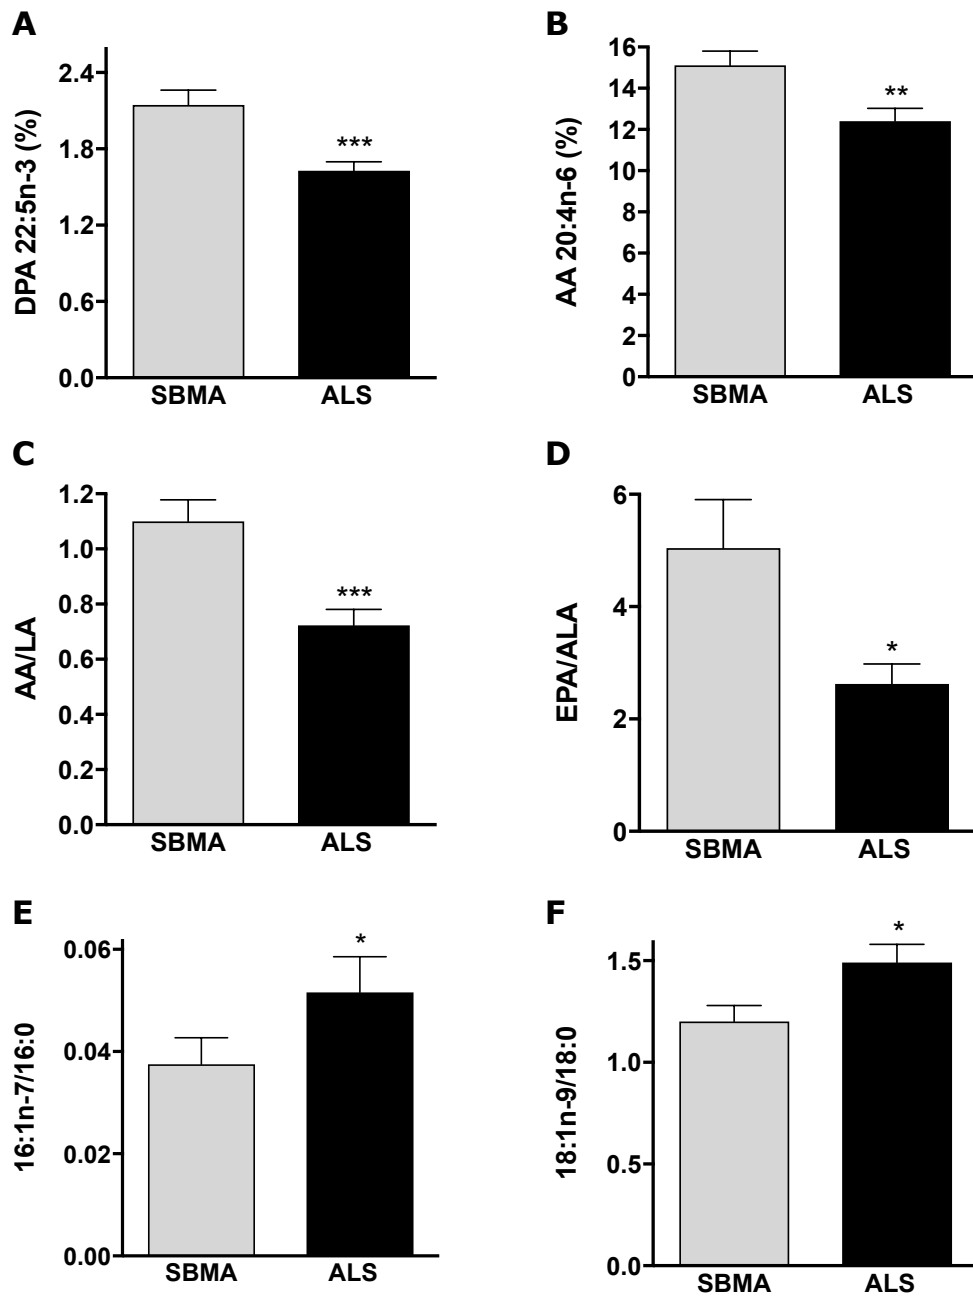 A
DPA 22:5n-3 (%)
2.4
1.8
1.2
0.6
0.0
***
SBMA ALS
B
AA 20:4n-6 (%)
16
14
12
10
8
6
4
2
0
**
SBMA ALS
C
AA/LA
1.2
1.0
0.8
0.6
0.4
0.2
0.0
***
SBMA ALS
D
EPA/ALA
6
4
2
0
*
SBMA ALS
E
16:1n-7/16:0
0.06
0.04
0.02
0.00
*
SBMA ALS
F
18:1n-9/18:0
1.5
1.0
0.5
0.0
*
SBMA ALS